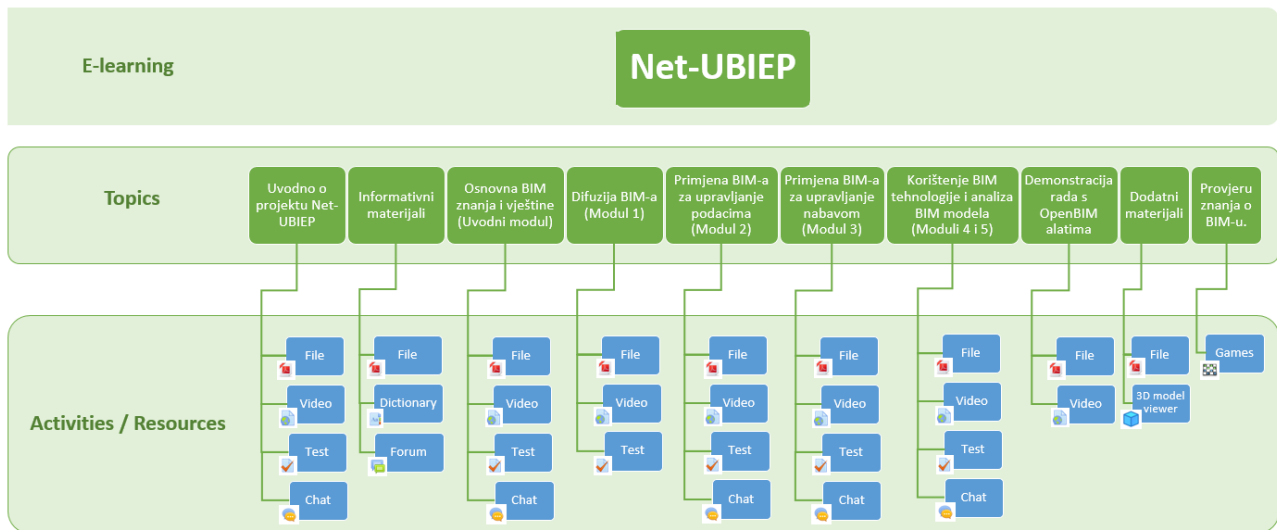 E-learning
Net-UBIEP
Topics
Uvodno o
projektu Net-
UBIEP
Informativni
materijali
Osnovna BIM
znanja i vještine
(Uvodni modul)
Difuzija BIM-a
(Modul 1)
Primjena BIM-a
za upravljanje
podacima
(Modul 2)
Primjena BIM-a
za upravljanje
nabavom
(Modul 3)
Korištenje BIM
tehnologije i analiza
BIM modela
(Moduli 4 i 5)
Demonstracija
rada s
OpenBIM
alatima
Dodatni
materijali
Provjeru
znanja o
BIM-u.
Activities / Resources
File
Video
Test
Chat
File
Dictionary
Forum
File
Video
Test
Chat
File
Video
Test
File
Video
Test
Chat
File
Video
Test
Chat
File
Video
Test
Chat
File
Video
File
3D model
viewer
Games